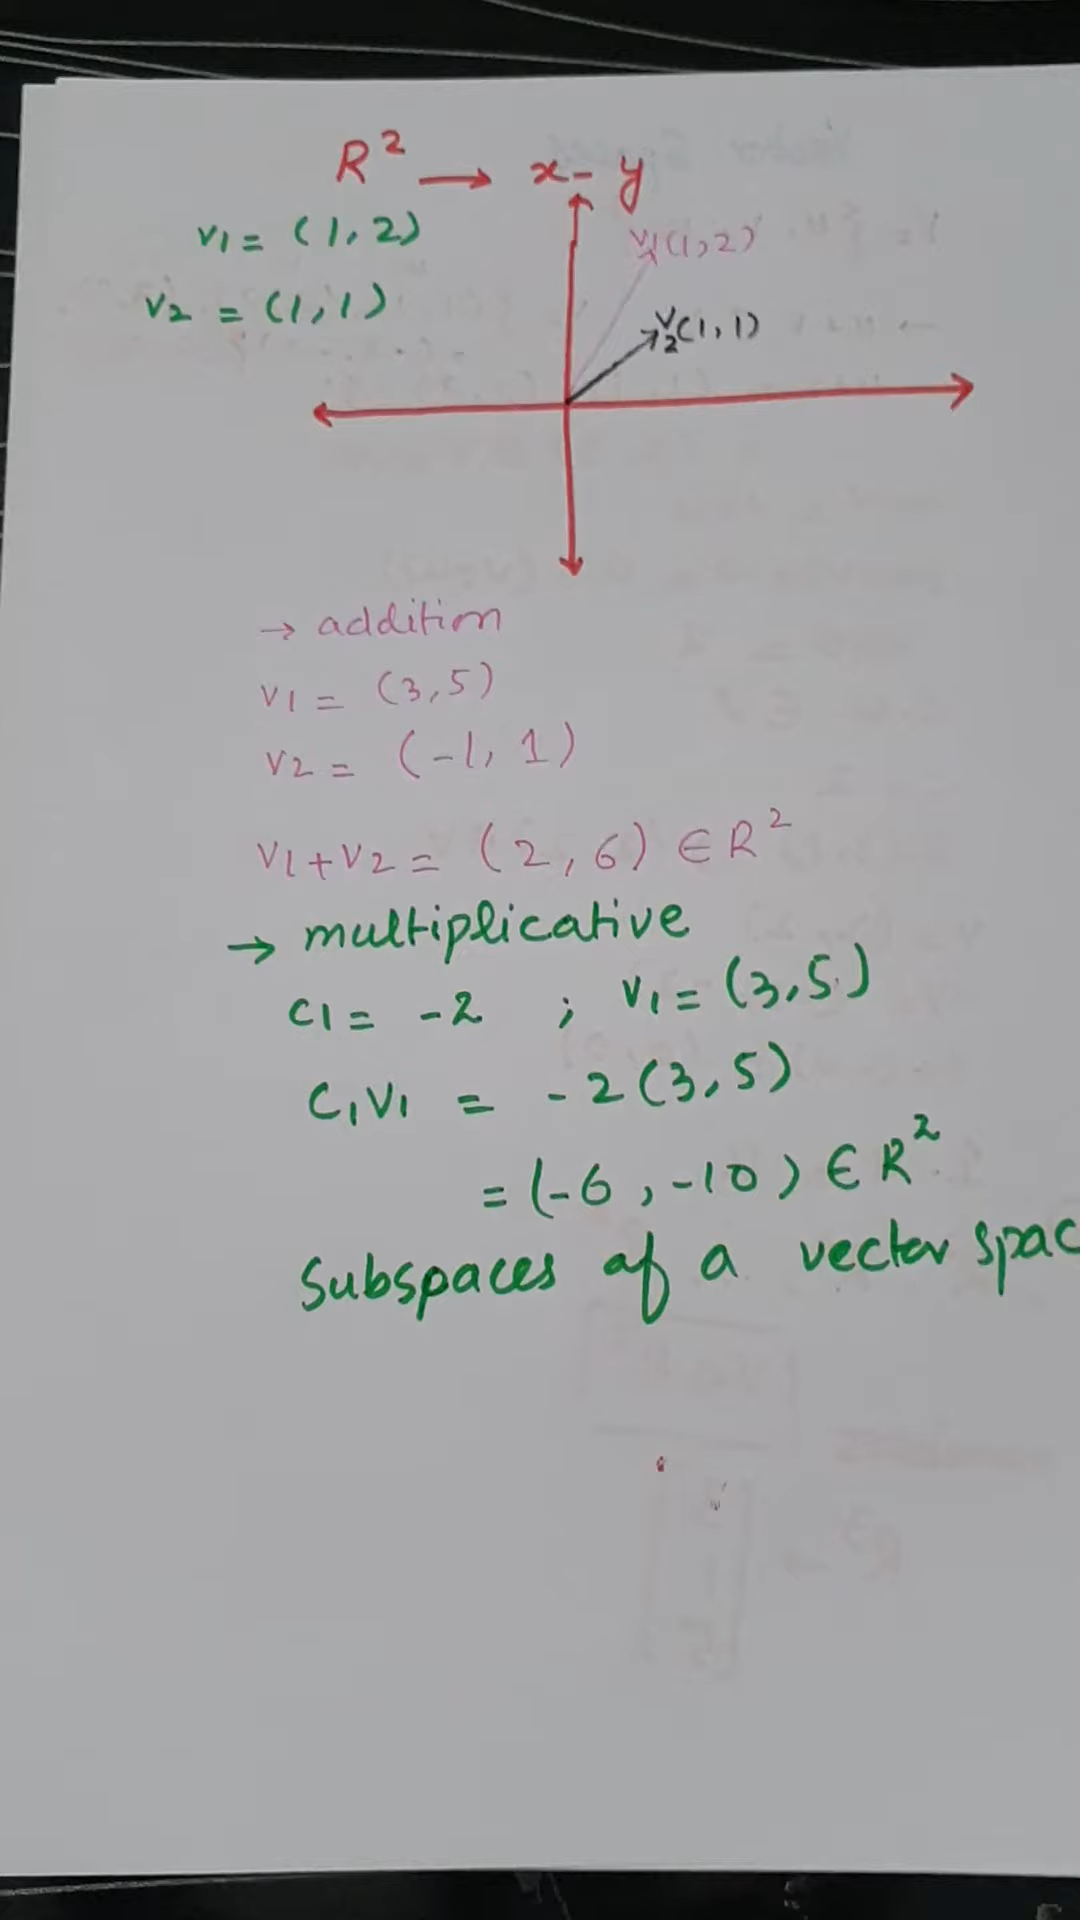 R² → x-y
v1 = (1,2)
v1(1,2)
v2 = (1,1)
v2(1,1)
→ addition
v1 = (3,5)
v2 = (-1, 1)
v1+v2 = (2,6) ∈ R²
→ multiplicative
c1 = -2 ; v1 = (3,5)
c1v1 = -2(3,5)
= (-6,-10) ∈ R²
Subspaces of a vector spac